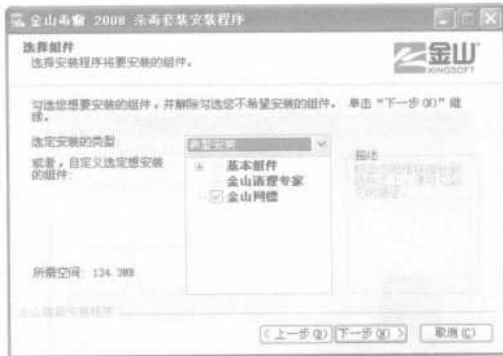 金山毒霸 2008 杀毒套装安装程序
选择组件
选择安装程序将要安装的组件。
金山
KINGSOFT
勾选您想要安装的组件，并解除勾选您不希望安装的组件。 单击“下一步(N)”继
续。
选定安装的类型：
典型安装
或者，自定义选定想安装
的组件：
基本组件
金山清理专家
金山网镖
描述
所需空间：134.3MB
金山毒霸安装程序
<上一步(P)
下一步(N)>
取消(C)